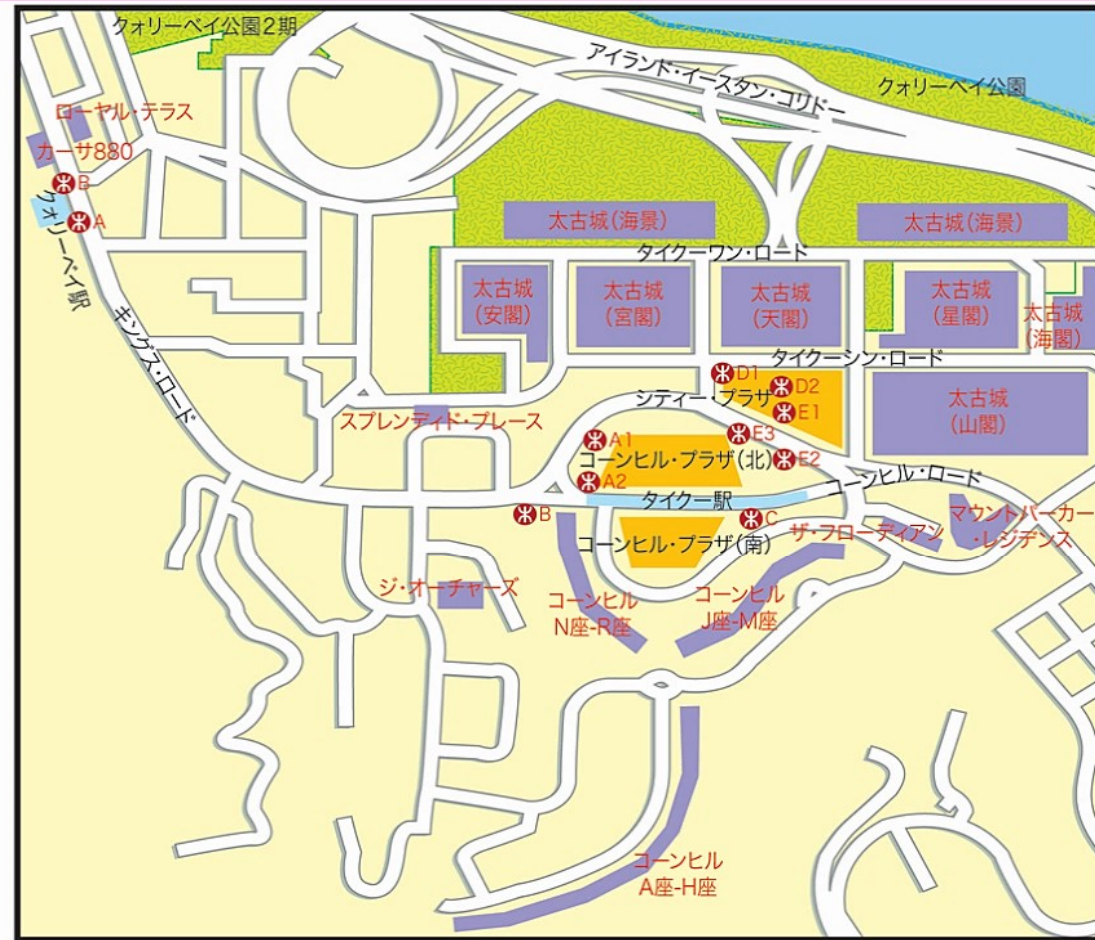 クォリーベイ公園2期
アイランド・イースタン・コリドー
クォリーベイ公園
ローヤル・テラス
カーサ880
B
A
クォリーベイ駅
太古城(海景)
太古城(海景)
タイクーワン・ロード
太古城
(安閣)
太古城
(宮閣)
太古城
(天閣)
太古城
(星閣)
太古城
(海閣)
キングス・ロード
タイクーシン・ロード
D1
D2
シティー・プラザ
E1
太古城
(山閣)
スプレンディド・プレース
A1
E3
コーンヒル・プラザ(北)
E2
A2
コーンヒル・ロード
タイクー駅
B
C
マウントパーカー
・レジデンス
ザ・フローディアン
コーンヒル・プラザ(南)
ジ・オーチャーズ
コーンヒル
N座-R座
コーンヒル
J座-M座
コーンヒル
A座-H座